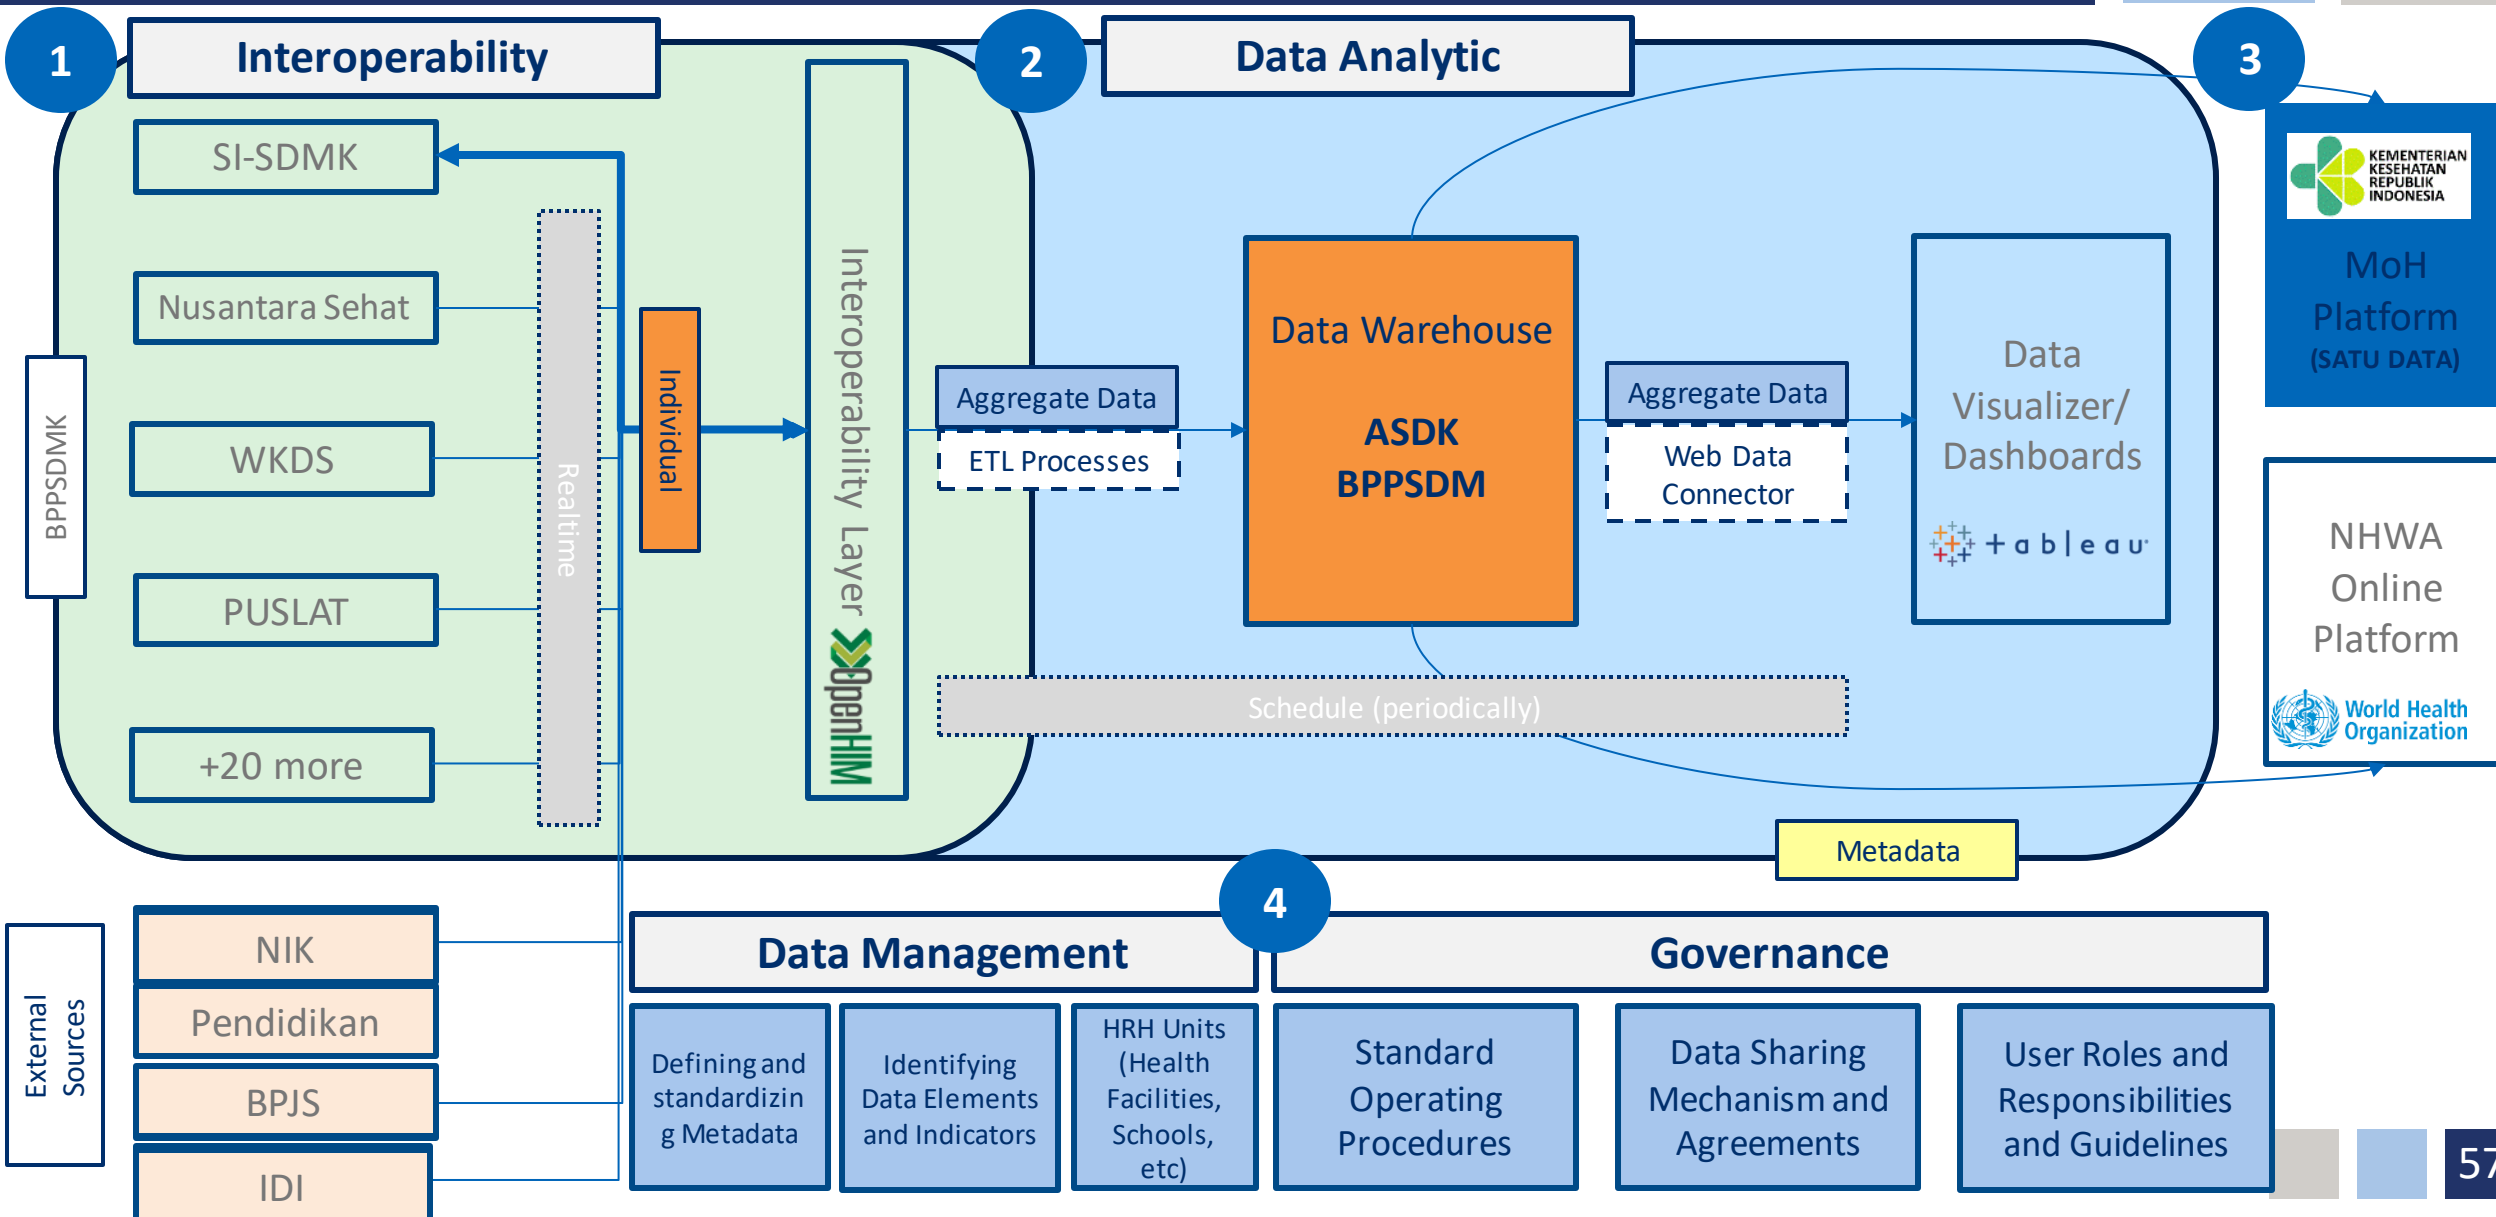 1
Interoperability
2
Data Analytic
3
SI-SDMK
Nusantara Sehat
WKDS
PUSLAT
+20 more
BPPSDMK
Realtime
Individual
Interoperability Layer
OpenHIM
Aggregate Data
ETL Processes
Data Warehouse
ASDK
BPPSDM
Aggregate Data
Web Data
Connector
Data
Visualizer/
Dashboards
+ableau
Schedule (periodically)
Metadata
KEMENTERIAN
KESEHATAN
REPUBLIK
INDONESIA
MoH
Platform
(SATU DATA)
NHWA
Online
Platform
World Health
Organization
External
Sources
NIK
Pendidikan
BPJS
IDI
4
Data Management
Governance
Defining and
standardizin
g Metadata
Identifying
Data Elements
and Indicators
HRH Units
(Health
Facilities,
Schools,
etc)
Standard
Operating
Procedures
Data Sharing
Mechanism and
Agreements
User Roles and
Responsibilities
and Guidelines
57